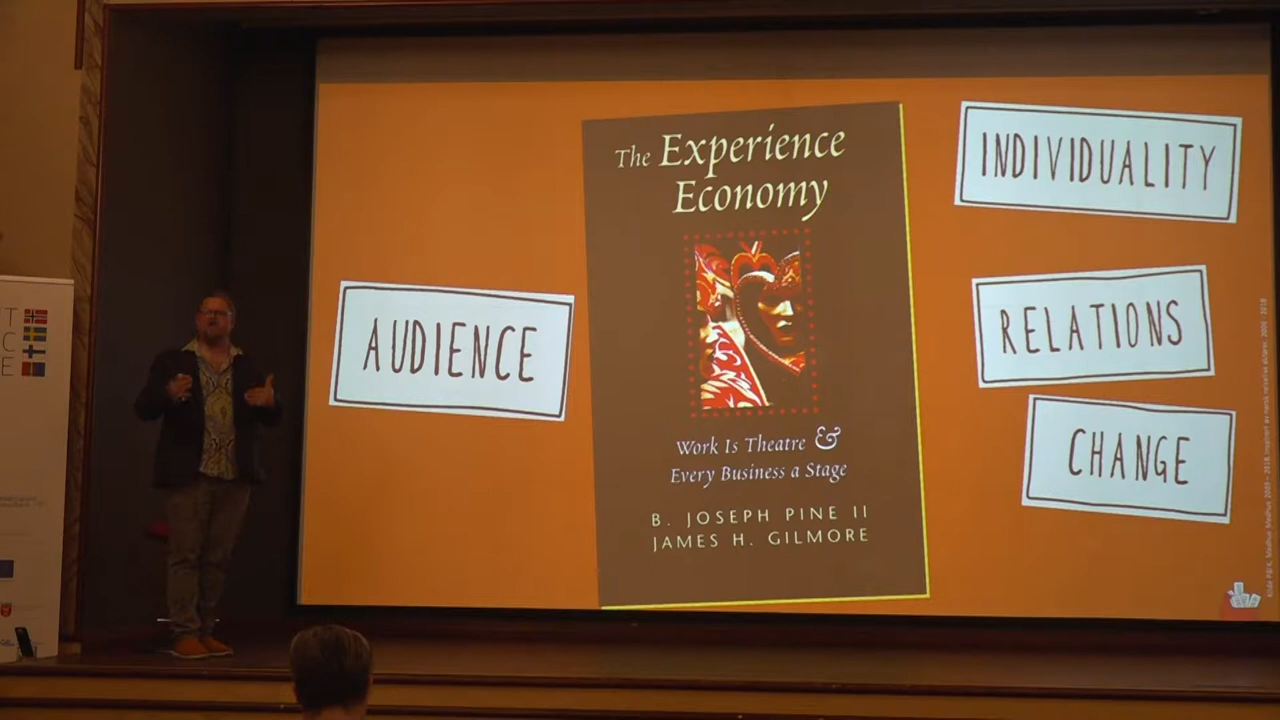 T
C
E
AUDIENCE
The Experience
Economy
Work Is Theatre &
Every Business a Stage
B. JOSEPH PINE II
JAMES H. GILMORE
INDIVIDUALITY
RELATIONS
CHANGE